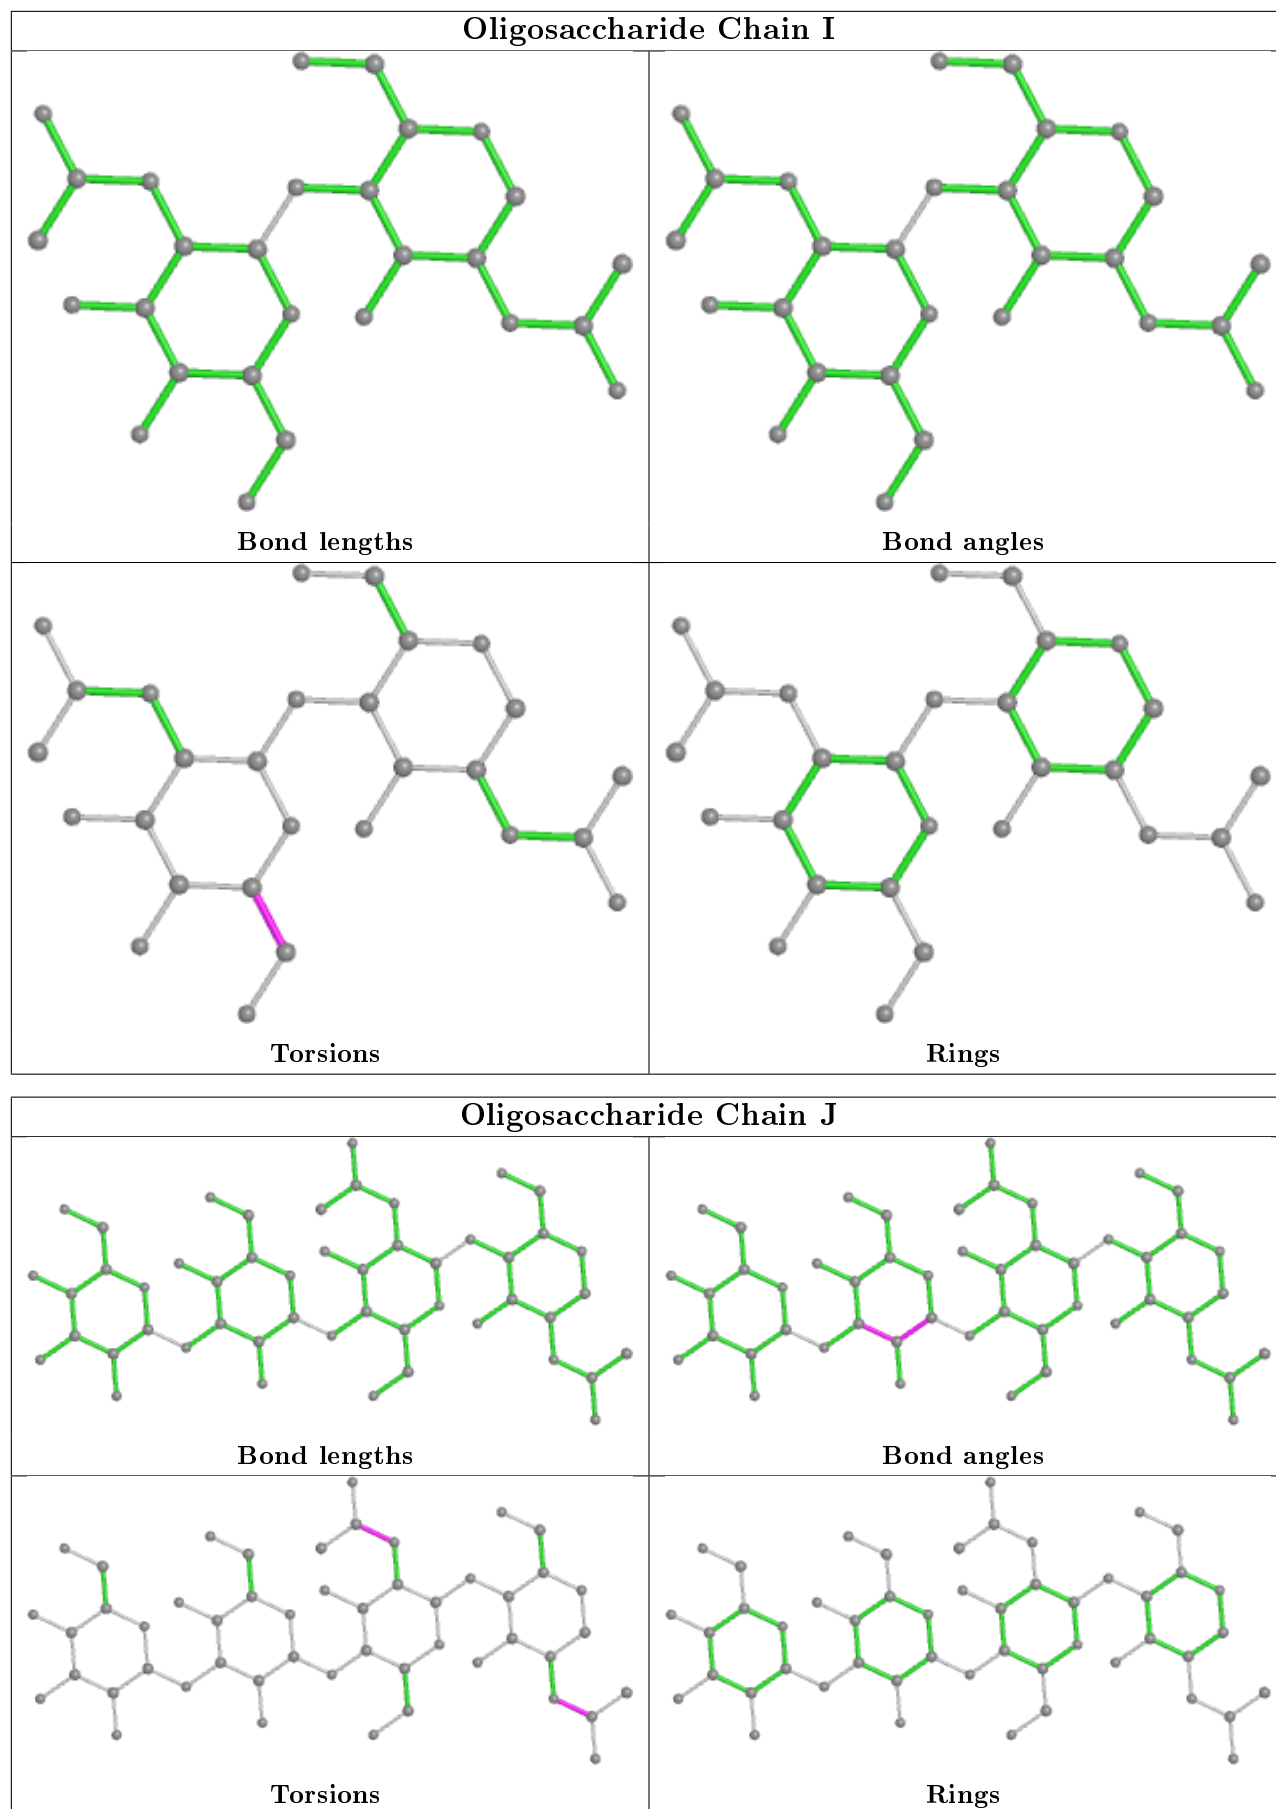 Oligosaccharide Chain I
Bond lengths
Bond angles
Torsions
Rings
Oligosaccharide Chain J
Bond lengths
Bond angles
Torsions
Rings